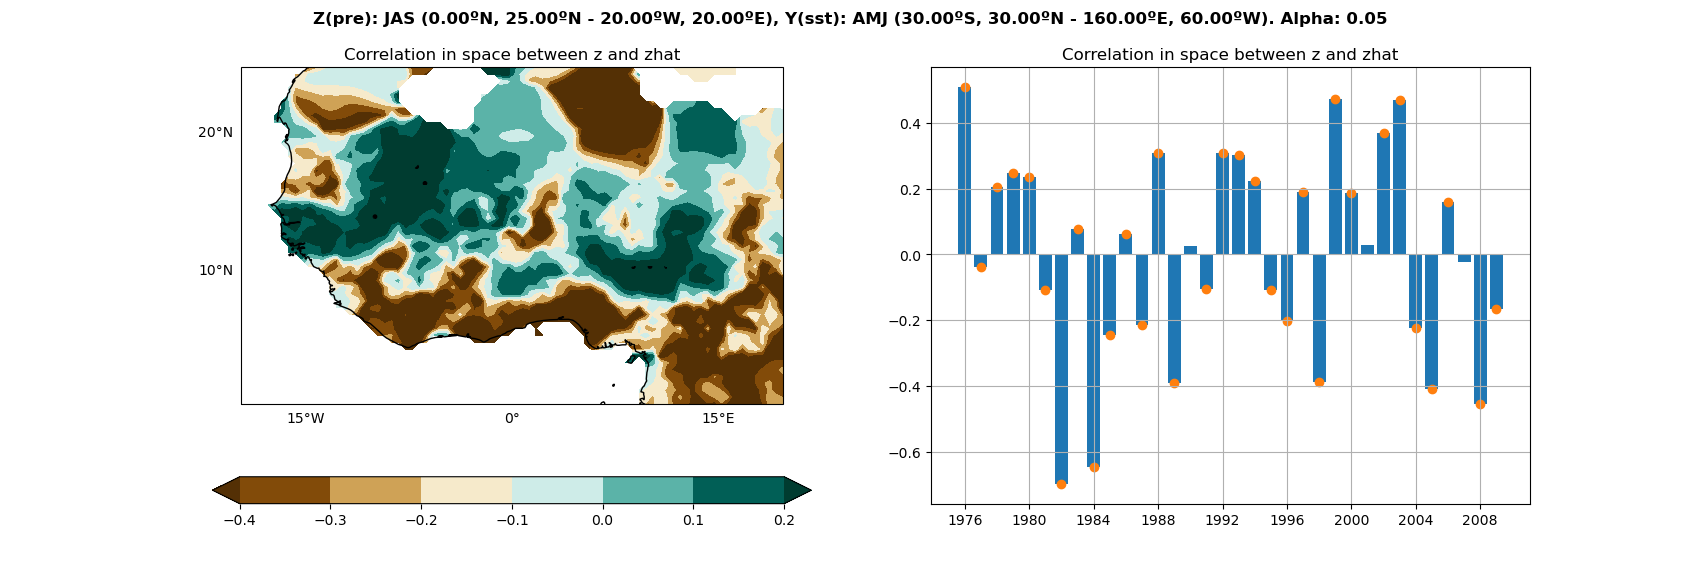 Z(pre): JAS (0.00ºN, 25.00ºN - 20.00ºW, 20.00ºE), Y(sst): AMJ (30.00ºS, 30.00ºN - 160.00ºE, 60.00ºW). Alpha: 0.05
Correlation in space between z and zhat
20°N
10°N
15°W 0° 15°E
−0.4 −0.3 −0.2 −0.1 0.0 0.1 0.2
Correlation in space between z and zhat
0.4
0.2
0.0
−0.2
−0.4
−0.6
1976 1980 1984 1988 1992 1996 2000 2004 2008